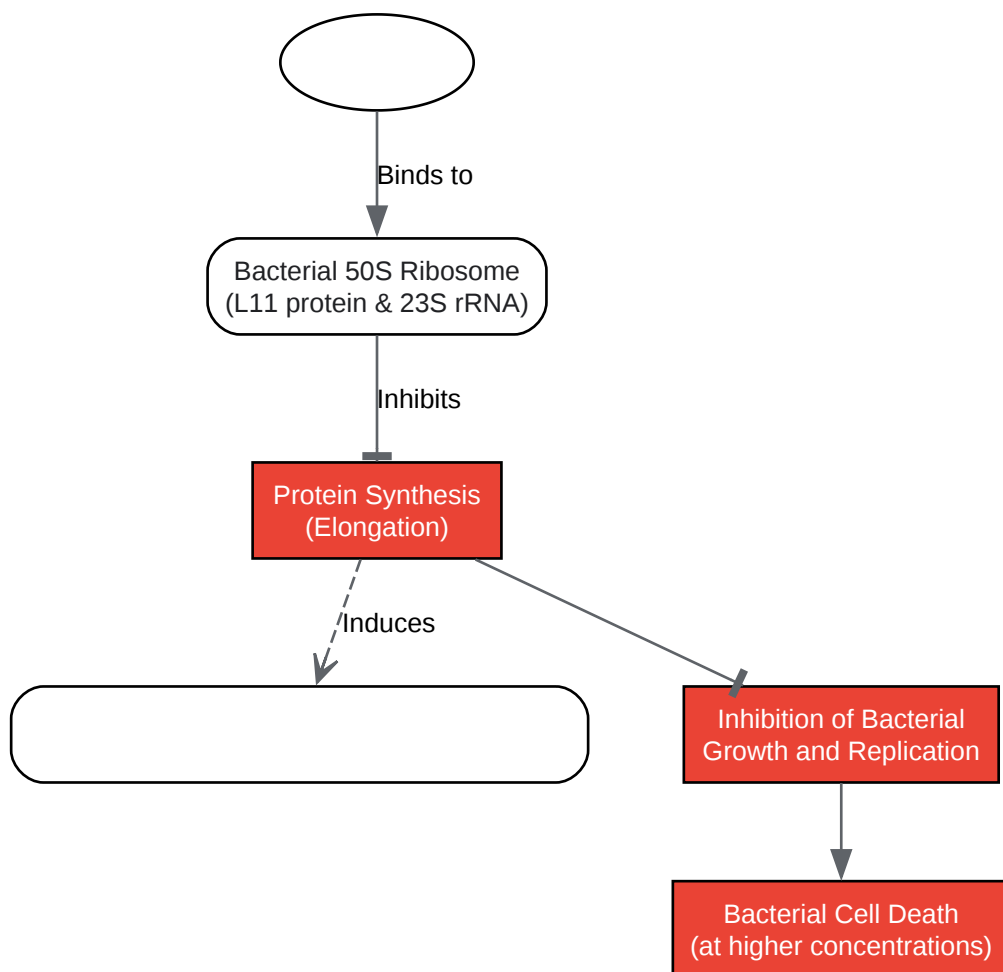 Binds to
Bacterial 50S Ribosome
(L11 protein & 23S rRNA)
Inhibits
Protein Synthesis
(Elongation)
Induces
Inhibition of Bacterial
Growth and Replication
Bacterial Cell Death
(at higher concentrations)